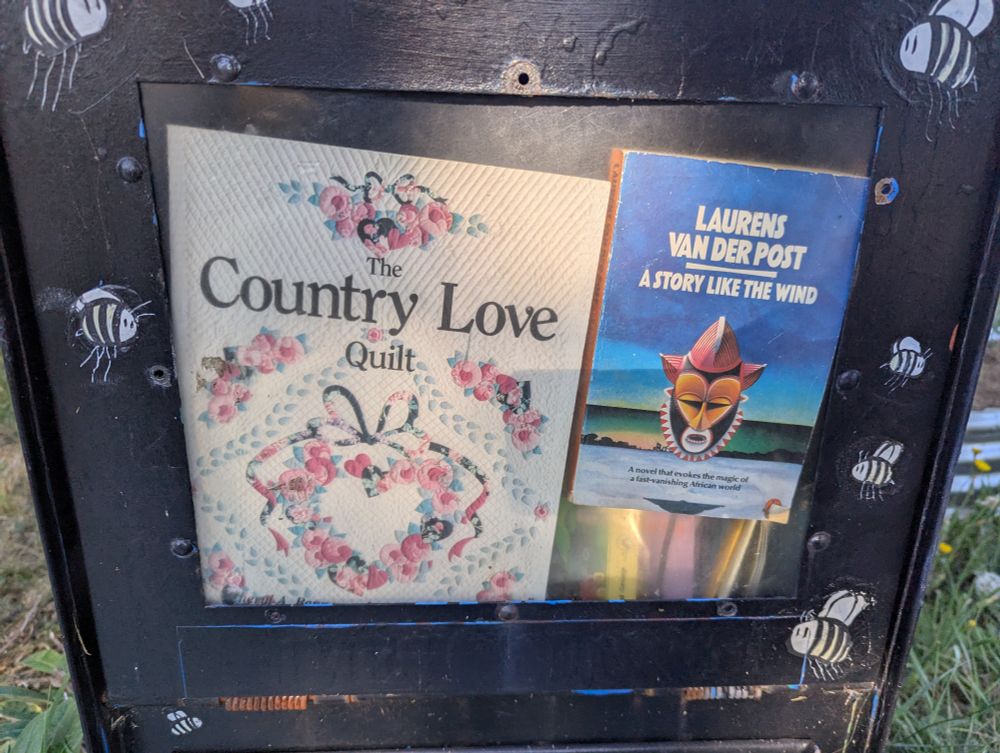 The
Country Love
Quilt
LAURENS
VAN DER POST
A STORY LIKE THE WIND
A novel that evokes the magic of
a fast-vanishing African world